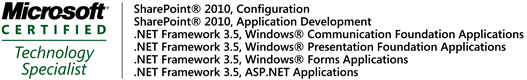 Microsoft®
CERTIFIED
Technology
Specialist
SharePoint® 2010, Configuration
SharePoint® 2010, Application Development
.NET Framework 3.5, Windows® Communication Foundation Applications
.NET Framework 3.5, Windows® Presentation Foundation Applications
.NET Framework 3.5, Windows® Forms Applications
.NET Framework 3.5, ASP.NET Applications